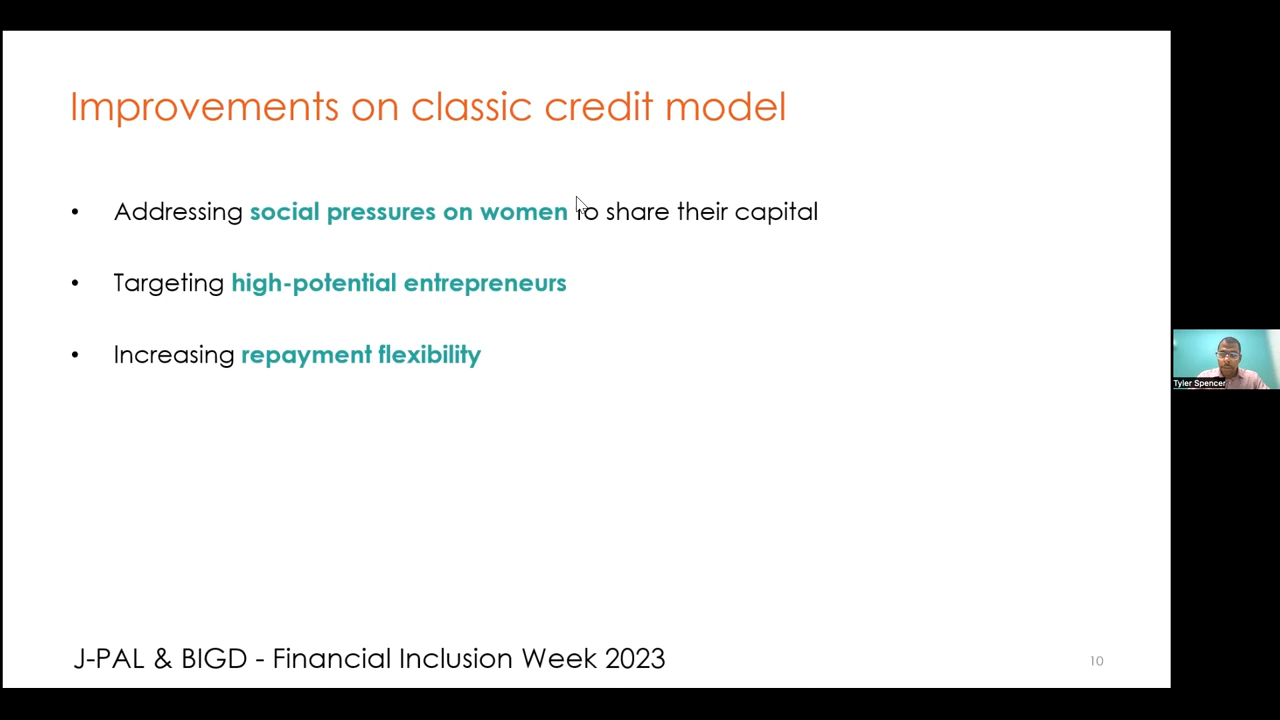 Improvements on classic credit model
• Addressing social pressures on women to share their capital
• Targeting high-potential entrepreneurs
• Increasing repayment flexibility
Tyler Spencer
J-PAL & BIGD - Financial Inclusion Week 2023
10